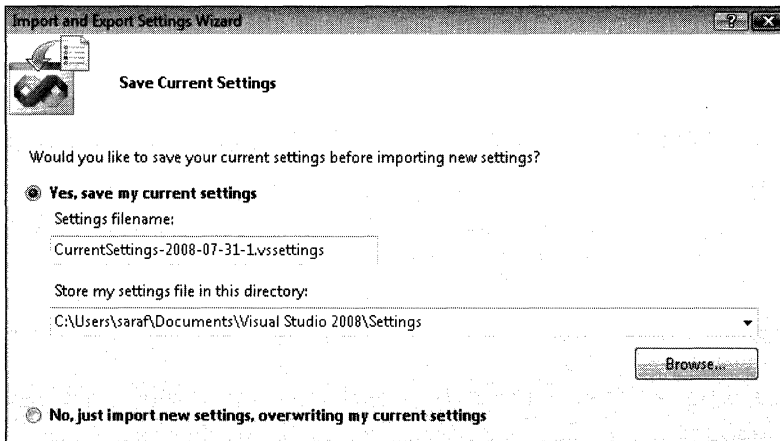 Import and Export Settings Wizard
Save Current Settings
Would you like to save your current settings before importing new settings?
Yes, save my current settings
Settings filename:
CurrentSettings-2008-07-31-1.vssettings
Store my settings file in this directory:
C:\Users\saraf\Documents\Visual Studio 2008\Settings
Browse...
No, just import new settings, overwriting my current settings